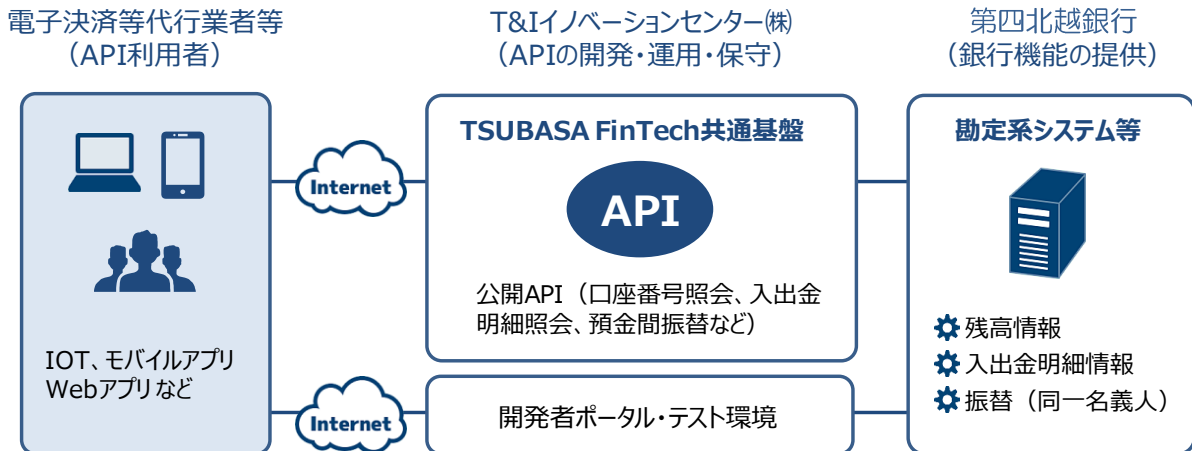 電子決済等代行業者等
（API利用者）
T&Iイノベーションセンター㈱
（APIの開発・運用・保守）
第四北越銀行
（銀行機能の提供）
Internet
TSUBASA FinTech共通基盤
API
公開API（口座番号照会、入出金
明細照会、預金間振替など）
勘定系システム等
残高情報
入出金明細情報
振替（同一名義人）
IOT、モバイルアプリ
Webアプリなど
Internet
開発者ポータル・テスト環境